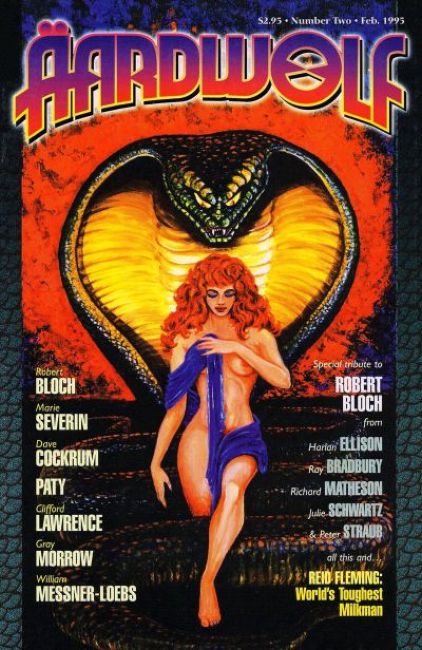 $2.95 • Number Two • Feb. 1995
ÄARDWOLF
Robert
BLOCH
Marie
SEVERIN
Dave
COCKRUM
PATY
Clifford
LAWRENCE
Gray
MORROW
William
MESSNER-LOEBS
Special tribute to
ROBERT
BLOCH
from
Harlan ELLISON
Ray BRADBURY
Richard MATHESON
Julie SCHWARTZ
& Peter STRAUB
all this and...
REID FLEMING:
World's Toughest
Milkman